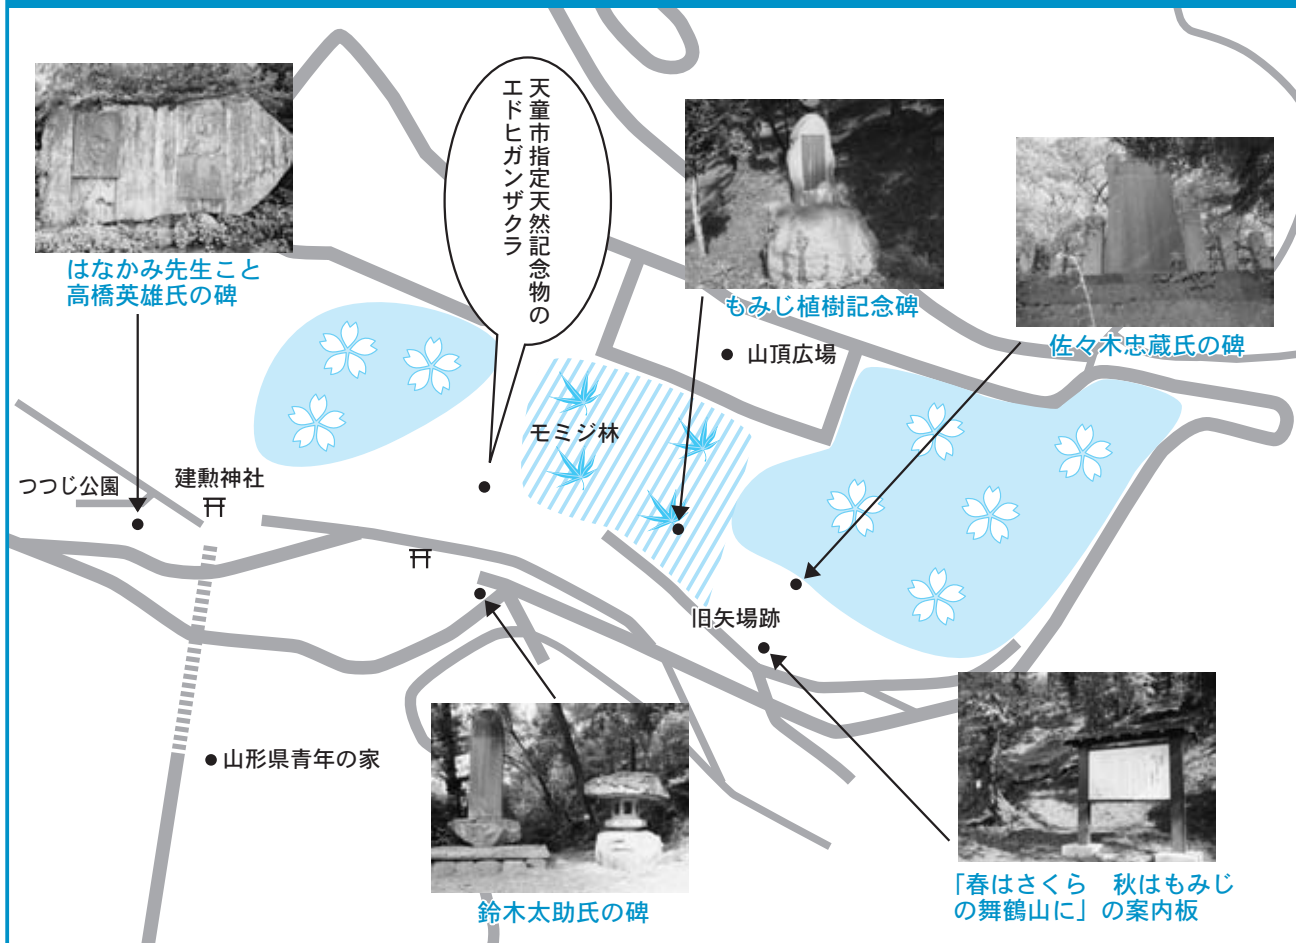 天童市指定天然記念物の
エドヒガンザクラ
はなかみ先生こと
高橋英雄氏の碑
もみじ植樹記念碑
佐々木忠蔵氏の碑
山頂広場
モミジ林
つつじ公園
建勲神社
旧矢場跡
山形県青年の家
鈴木太助氏の碑
「春はさくら　秋はもみじ
の舞鶴山に」の案内板